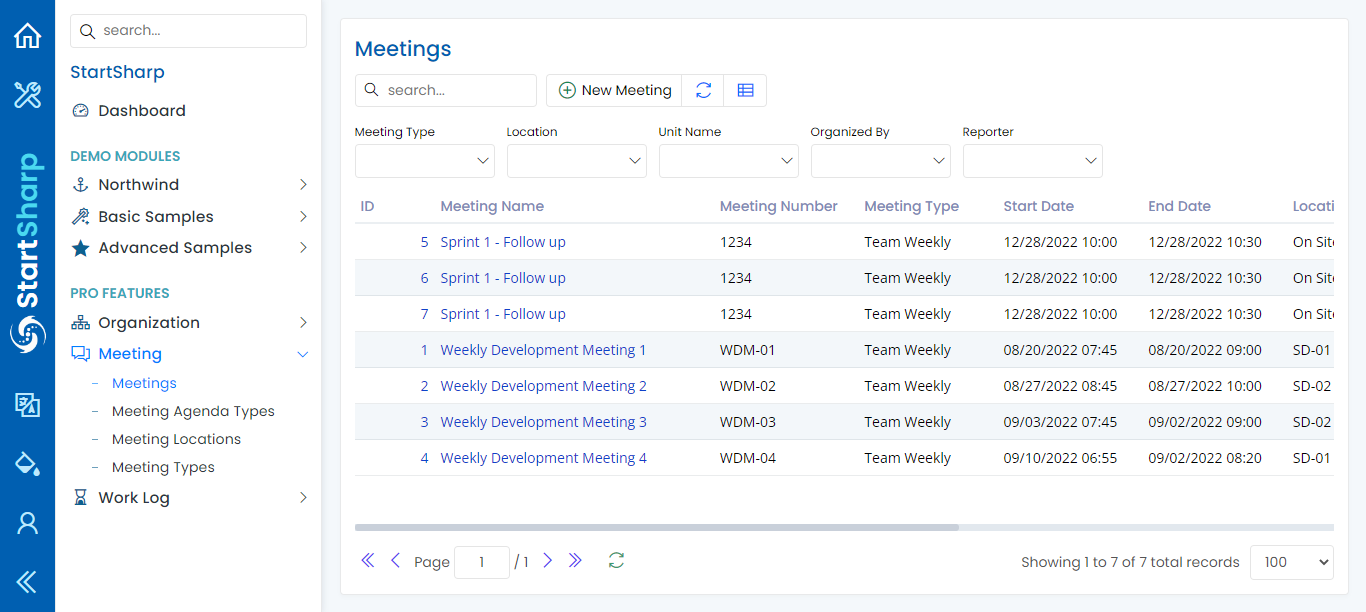 StartSharp
search...
StartSharp
Dashboard
DEMO MODULES
Northwind
Basic Samples
Advanced Samples
PRO FEATURES
Organization
Meeting
– Meetings
– Meeting Agenda Types
– Meeting Locations
– Meeting Types
Work Log
Meetings
search... New Meeting
Meeting Type Location Unit Name Organized By Reporter
ID Meeting Name Meeting Number Meeting Type Start Date End Date Locati
5 Sprint 1 - Follow up 1234 Team Weekly 12/28/2022 10:00 12/28/2022 10:30 On Site
6 Sprint 1 - Follow up 1234 Team Weekly 12/28/2022 10:00 12/28/2022 10:30 On Site
7 Sprint 1 - Follow up 1234 Team Weekly 12/28/2022 10:00 12/28/2022 10:30 On Site
1 Weekly Development Meeting 1 WDM-01 Team Weekly 08/20/2022 07:45 08/20/2022 09:00 SD-01
2 Weekly Development Meeting 2 WDM-02 Team Weekly 08/27/2022 08:45 08/27/2022 10:00 SD-02
3 Weekly Development Meeting 3 WDM-03 Team Weekly 09/03/2022 07:45 09/02/2022 09:00 SD-02
4 Weekly Development Meeting 4 WDM-04 Team Weekly 09/10/2022 06:55 09/02/2022 08:20 SD-01
Page 1 / 1 Showing 1 to 7 of 7 total records 100